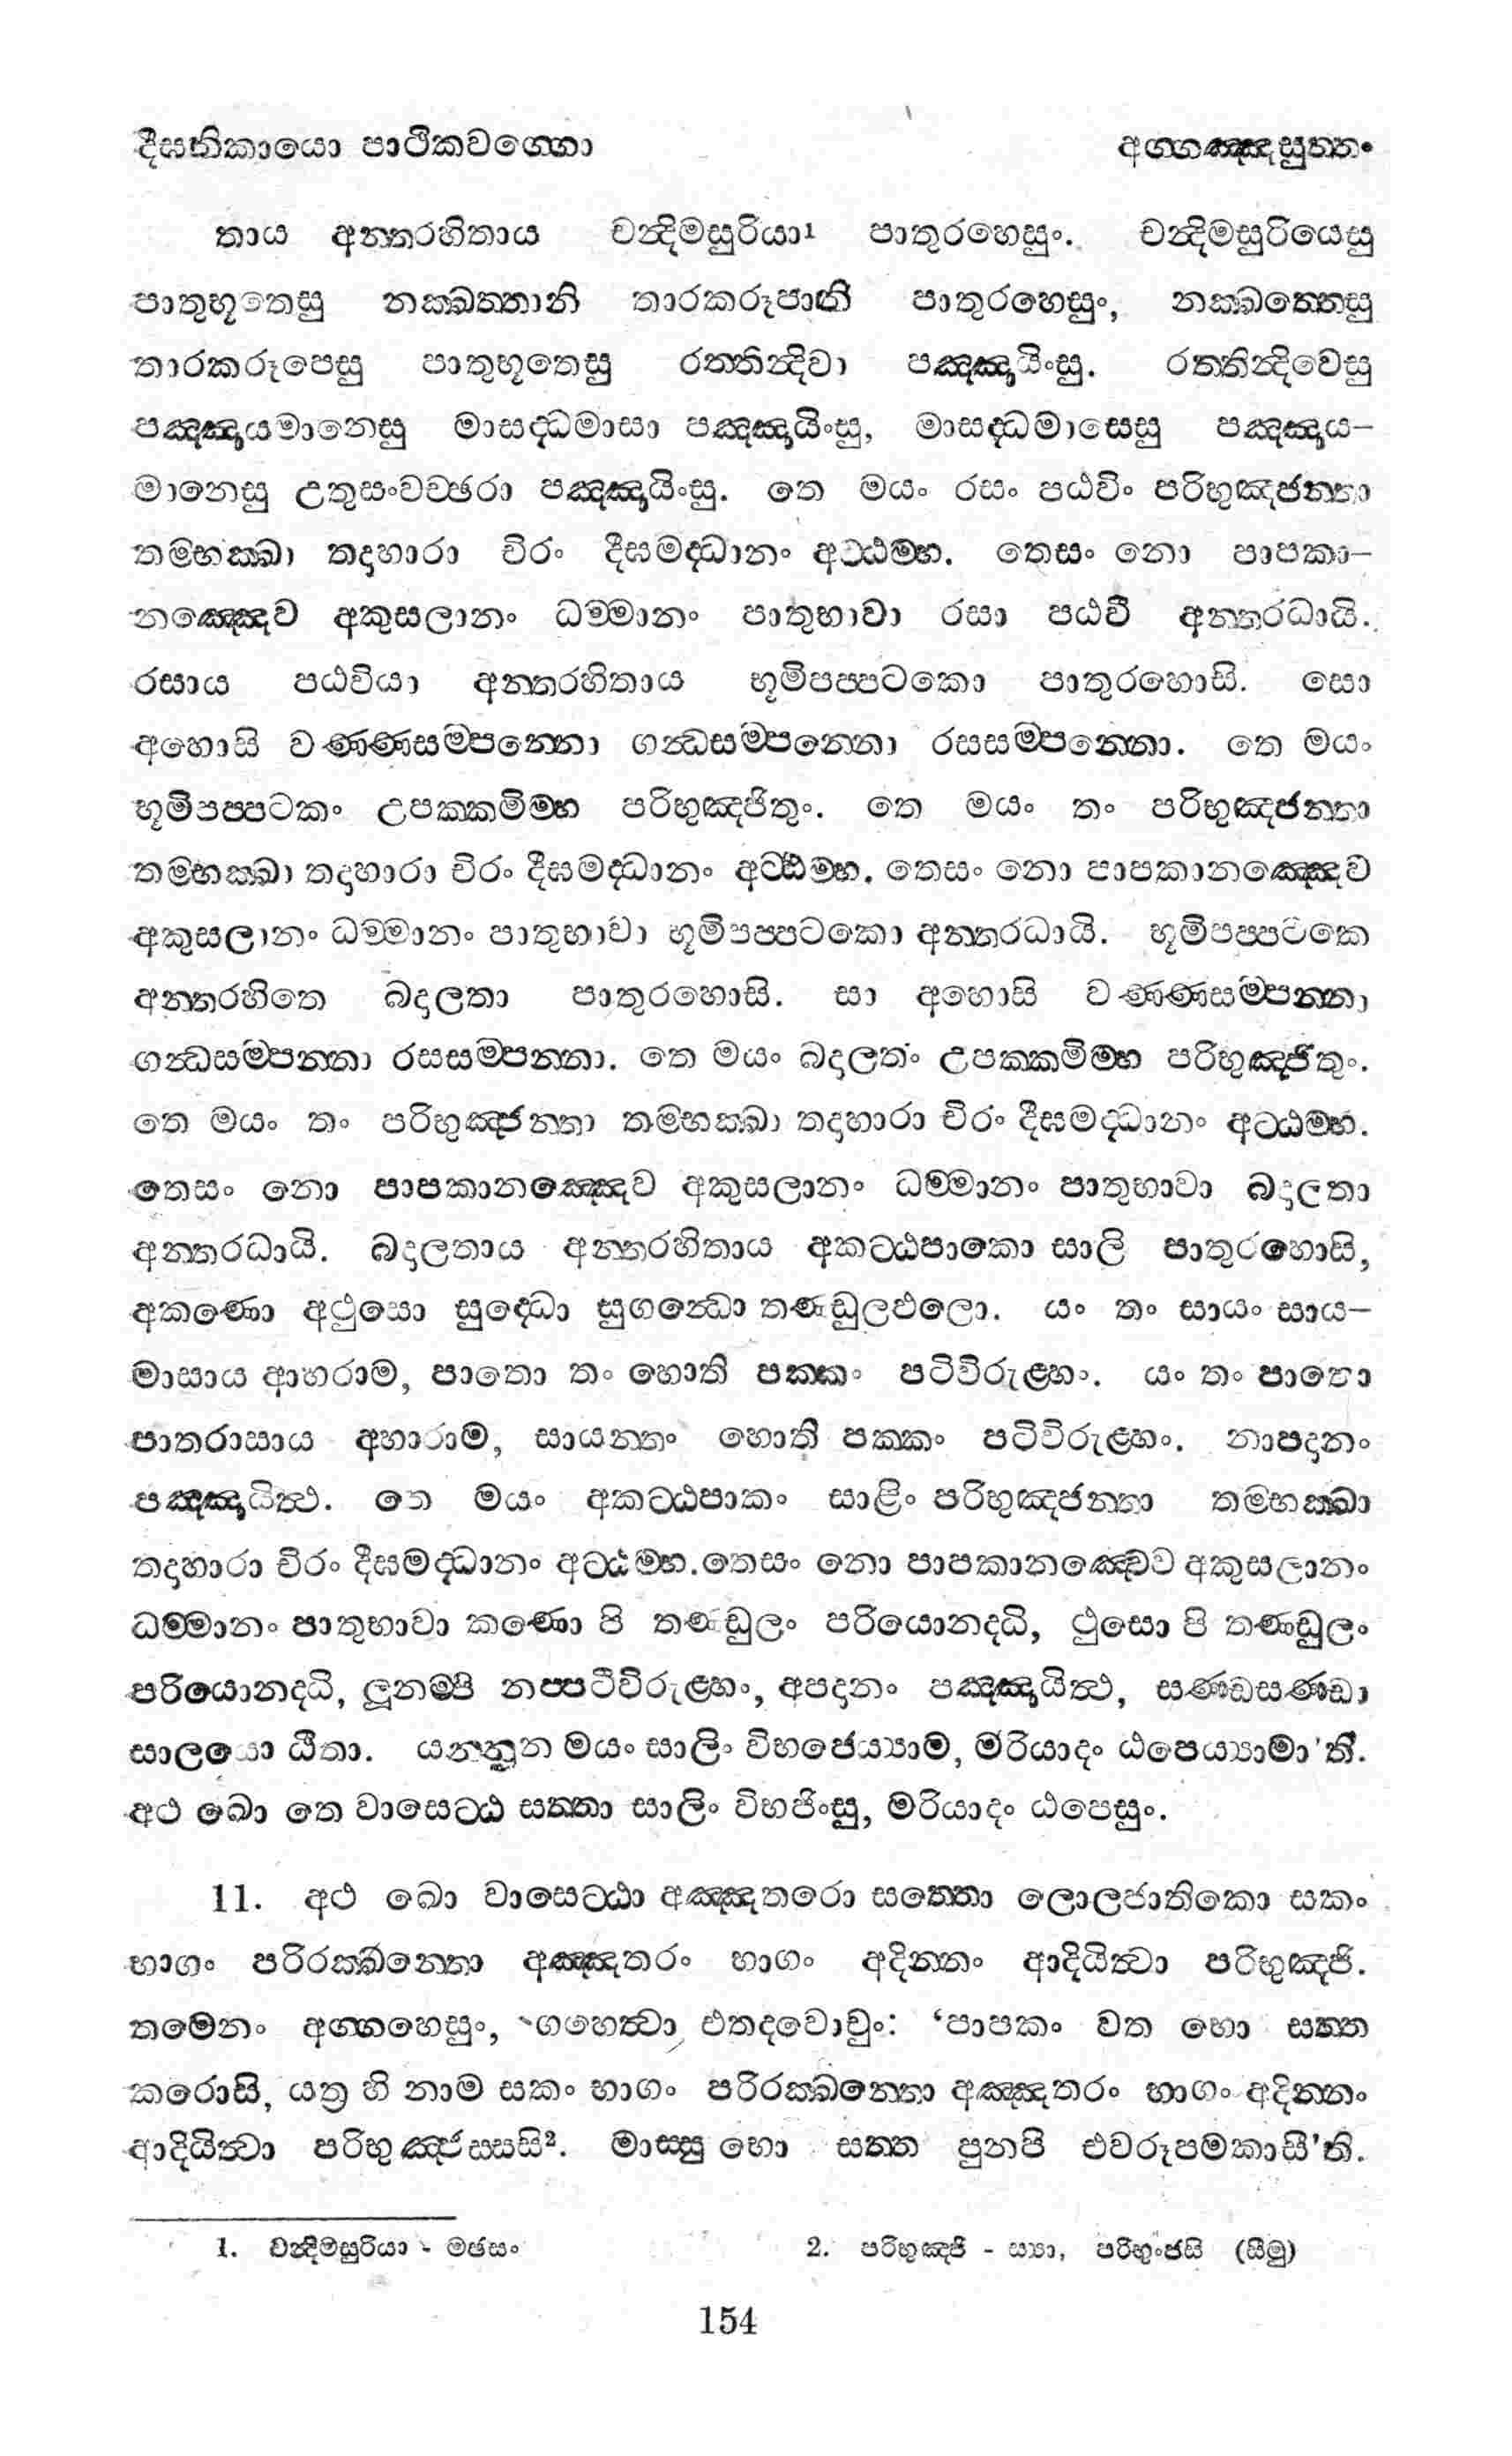 දීඝනිකායො පාථිකවග්ගො අග්ගඤ්ඤසුත්තං
තාය අන්තරහිතාය චන්දිමසුරියා¹ පාතුරහෙසුං. චන්දිමසුරියෙසු
පාතුභූතෙසු නක්ඛත්තානි තාරකරූපානි පාතුරහෙසුං, නක්ඛත්තෙසු
තාරකරූපෙසු පාතුභූතෙසු රත්තින්දිවා පඤ්ඤායිංසු. රත්තින්දිවෙසු
පඤ්ඤායමානෙසු මාසද්ධමාසා පඤ්ඤායිංසු, මාසද්ධමාසෙසු පඤ්ඤාය–
මානෙසු උතුසංවච්ඡරා පඤ්ඤායිංසු. තෙ මයං රසං පඨවිං පරිභුඤ්ජන්තා
තම්භක්ඛා තදාහාරා චිරං දීඝමද්ධානං අට්ඨම්හ. තෙසං නො පාපකා–
නඤ්ඤෙව අකුසලානං ධම්මානං පාතුභාවා රසා පඨවී අන්තරධායි.
රසාය පඨවියා අන්තරහිතාය භූමිපප්පටකො පාතුරහොසි. සො
අහොසි වණ්ණසම්පන්නො ගන්ධසම්පන්නො රසසම්පන්නො. තෙ මයං
භූමිපප්පටකං උපක්කමිම්හ පරිභුඤ්ජිතුං. තෙ මයං තං පරිභුඤ්ජන්තා
තම්භක්ඛා තදාහාරා චිරං දීඝමද්ධානං අට්ඨම්හ. තෙසං නො පාපකානඤ්ඤෙව
අකුසලානං ධම්මානං පාතුභාවා භූමිපප්පටකො අන්තරධායි. භූමිපප්පටකෙ
අන්තරහිතෙ බදාලතා පාතුරහොසි. සා අහොසි වණ්ණසම්පන්නා
ගන්ධසම්පන්නා රසසම්පන්නා. තෙ මයං බදාලතං උපක්කමිම්හ පරිභුඤ්ජිතුං.
තෙ මයං තං පරිභුඤ්ජන්තා තම්භක්ඛා තදාහාරා චිරං දීඝමද්ධානං අට්ඨම්හ.
තෙසං නො පාපකානඤ්ඤෙව අකුසලානං ධම්මානං පාතුභාවා බදාලතා
අන්තරධායි. බදාලතාය අන්තරහිතාය අකට්ඨපාකො සාලි පාතුරහොසි,
අකණො අථුසො සුද්ධො සුගන්ධො තණ්ඩුලඵලො. යං තං සායං සාය–
මාසාය ආහරාම, පාතො තං හොති පක්කං පටිවිරුළ්හං. යං තං පාතො
පාතරාසාය අහාරාම, සායන්තං හොති පක්කං පටිවිරුළ්හං. නාපදානං
පඤ්ඤායිත්ථ. තෙ මයං අකට්ඨපාකං සාළිං පරිභුඤ්ජන්තා තම්භක්ඛා
තදාහාරා චිරං දීඝමද්ධානං අට්ඨම්හ. තෙසං නො පාපකානඤ්චෙව අකුසලානං
ධම්මානං පාතුභාවා කණො පි තණ්ඩුලං පරියොනද්ධි, ථුසො පි තණ්ඩුලං
පරියොනද්ධි, ලූනම්පි නප්පටිවිරුළ්හං, අපදානං පඤ්ඤායිත්ථ, සණ්ඩසණ්ඩා
සාලයො ඨිතා. යන්නූන මයං සාලිං විභජෙය්‍යාම, මරියාදං ඨපෙය්‍යාමා'ති.
අථ ඛො තෙ වාසෙට්ඨ සත්තා සාලිං විභජිංසු, මරියාදං ඨපෙසුං.
11. අථ ඛො වාසෙට්ඨා අඤ්ඤතරො සත්තො ලොලජාතිකො සකං
භාගං පරිරක්ඛන්තො අඤ්ඤතරං භාගං අදින්නං ආදියිත්වා පරිභුඤ්ජි.
තමෙනං අග්ගහෙසුං, ගහෙත්වා එතදවොචුං: ‘පාපකං වත භො සත්ත
කරොසි, යත්‍ර හි නාම සකං භාගං පරිරක්ඛන්තො අඤ්ඤතරං භාගං අදින්නං
ආදියිත්වා පරිභුඤ්ජස්සසි². මාස්සු භො සත්ත පුනපි එවරූපමකාසී'ති.
1. චන්දිමසුරියා - මඡසං 2. පරිභුඤ්ජි - ස්‍යා, පරිභුංජසි (සීමු)
154